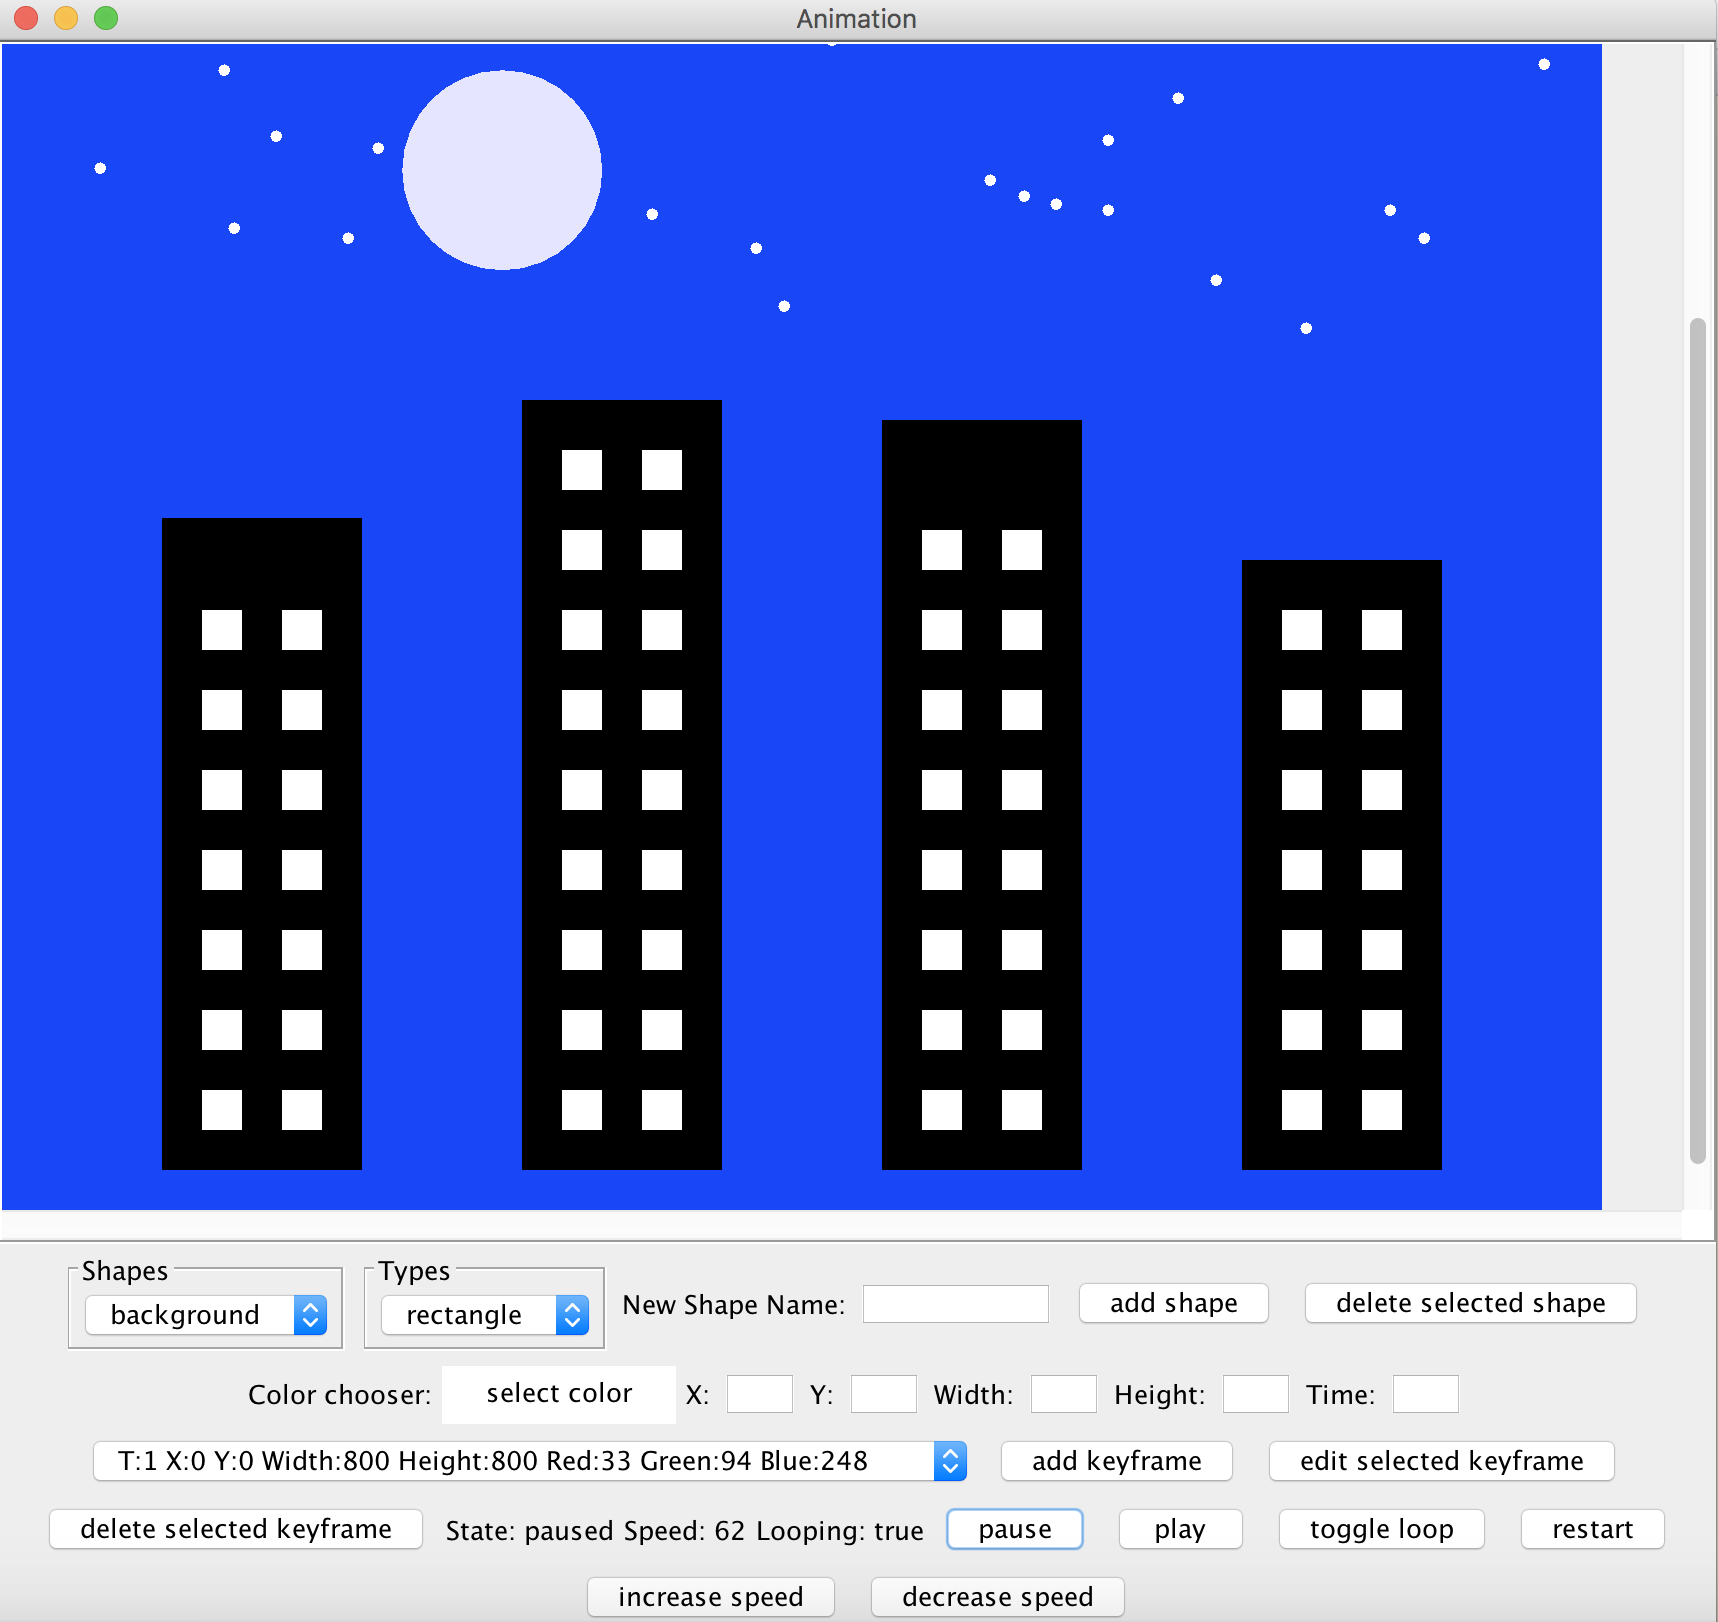 Animation
Shapes
Types
background
rectangle
New Shape Name:
add shape
delete selected shape
Color chooser:
select color
X:
Y:
Width:
Height:
Time:
T:1 X:0 Y:0 Width:800 Height:800 Red:33 Green:94 Blue:248
add keyframe
edit selected keyframe
delete selected keyframe
State: paused Speed: 62 Looping: true
pause
play
toggle loop
restart
increase speed
decrease speed